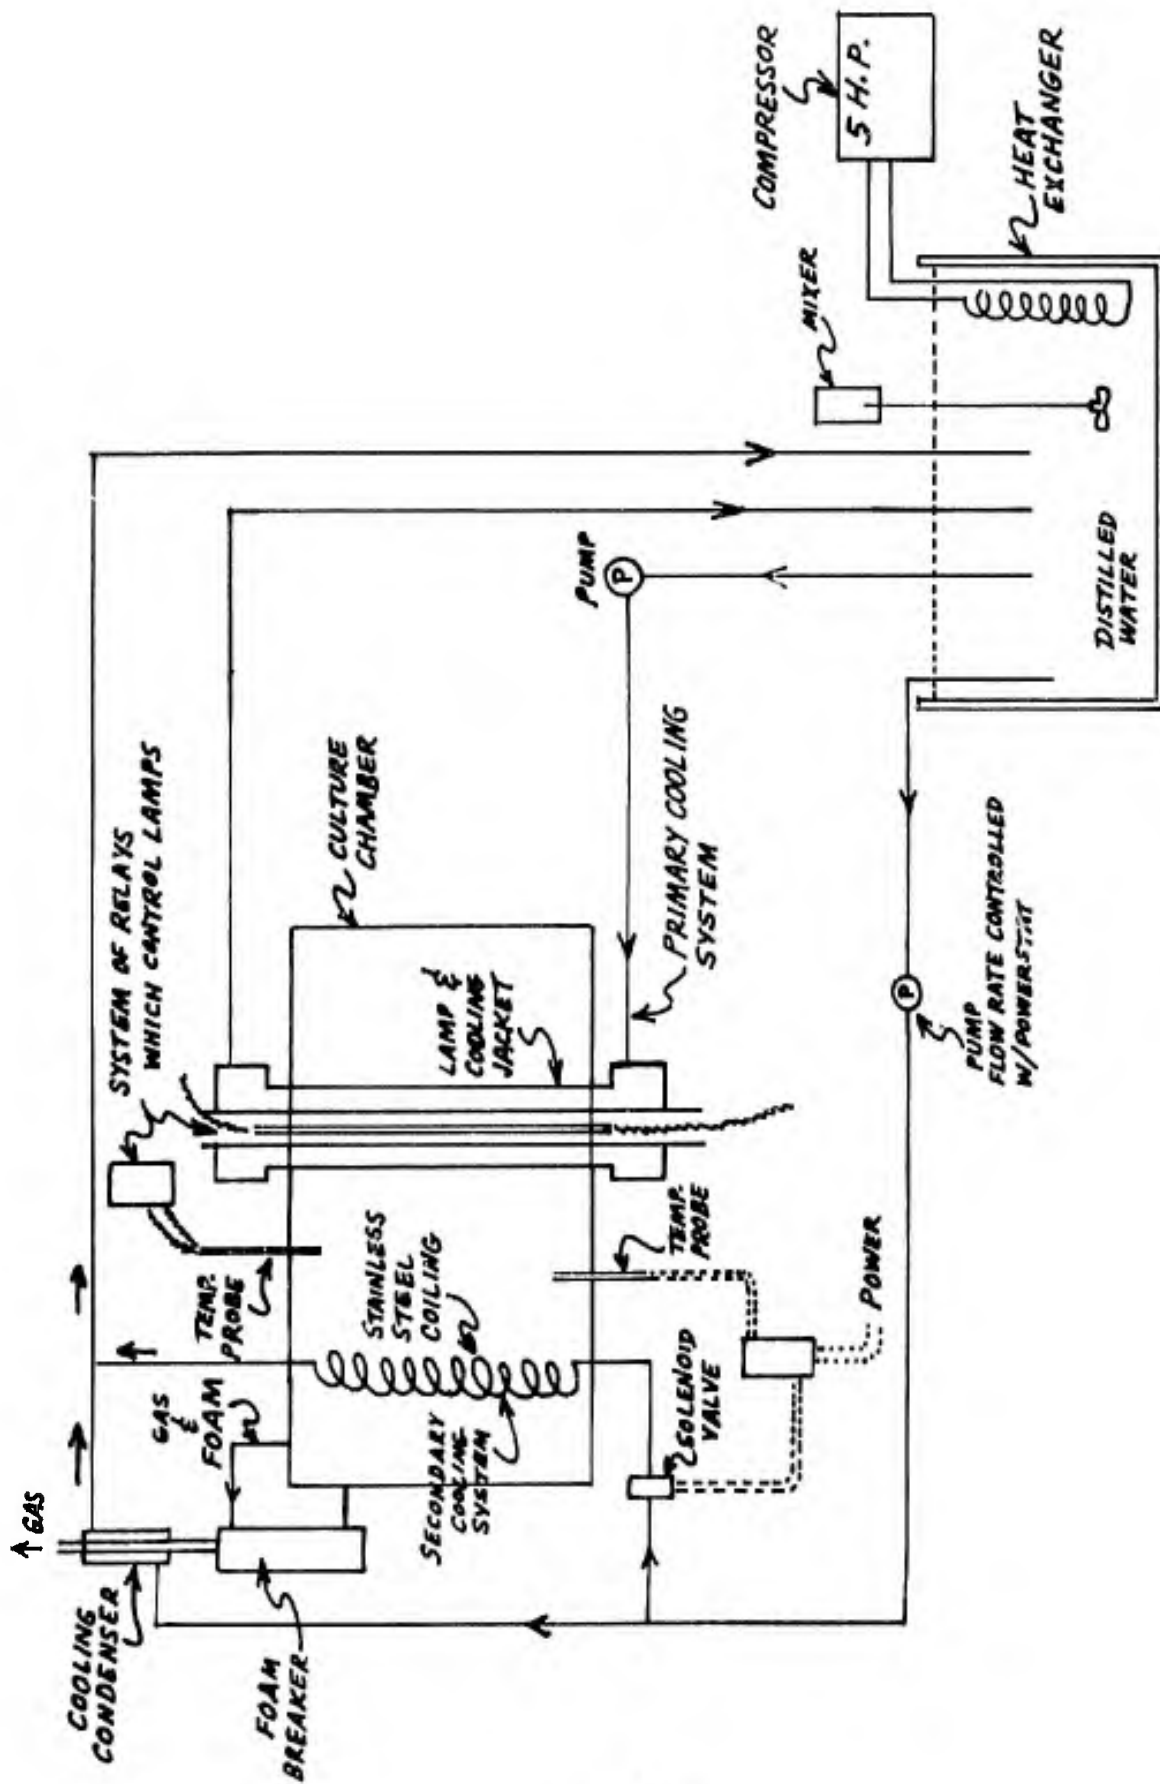 ↑ GAS
COOLING
CONDENSER
FOAM
BREAKER
GAS
&
FOAM
TEMP.
PROBE
SYSTEM OF RELAYS
WHICH CONTROL LAMPS
STAINLESS
STEEL
COILING
SECONDARY
COOLING
SYSTEM
LAMP &
COOLING
JACKET
CULTURE
CHAMBER
TEMP.
PROBE
SOLENOID
VALVE
POWER
PRIMARY COOLING
SYSTEM
PUMP
P
P
PUMP
FLOW RATE CONTROLLED
W/POWERSTAT
MIXER
COMPRESSOR
5 H.P.
HEAT
EXCHANGER
DISTILLED
WATER